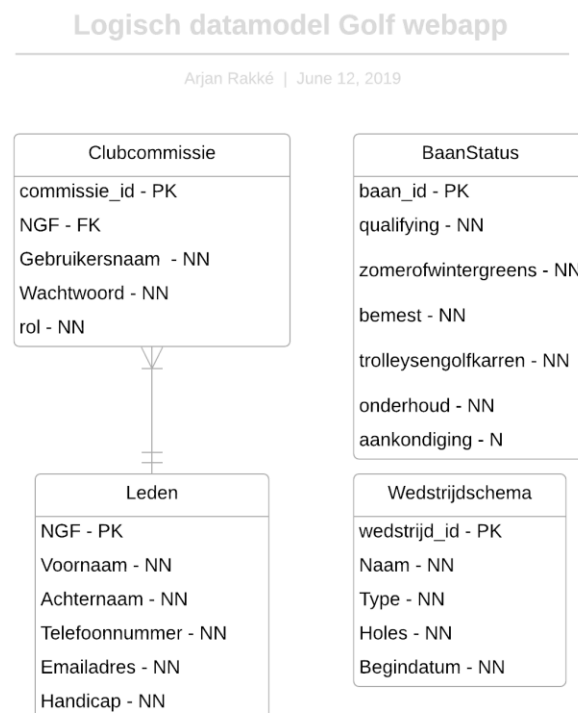 Logisch datamodel Golf webapp
Arjan Rakké | June 12, 2019
Clubcommissie
commissie_id - PK
NGF - FK
Gebruikersnaam - NN
Wachtwoord - NN
rol - NN
BaanStatus
baan_id - PK
qualifying - NN
zomerofwintergreens - NN
bemest - NN
trolleysengolfkarren - NN
onderhoud - NN
aankondiging - N
Leden
NGF - PK
Voornaam - NN
Achternaam - NN
Telefoonnummer - NN
Emailadres - NN
Handicap - NN
Wedstrijdschema
wedstrijd_id - PK
Naam - NN
Type - NN
Holes - NN
Begindatum - NN